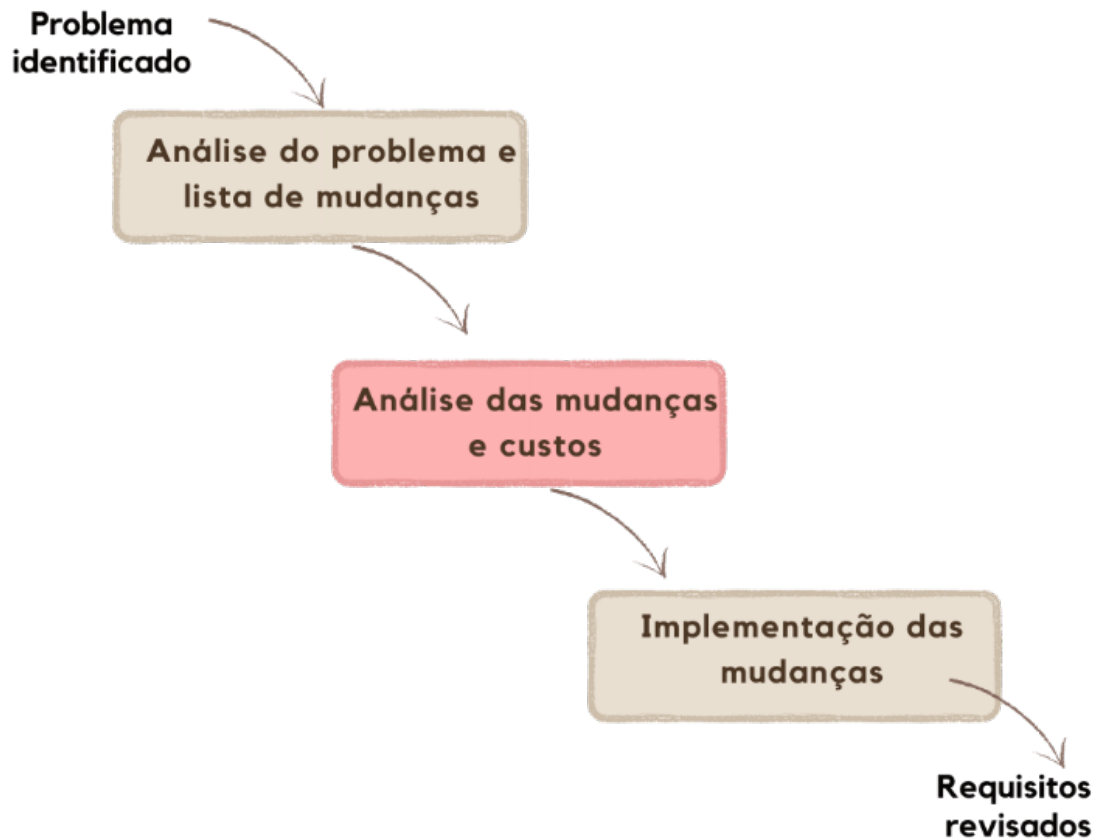 Problema
identificado
Análise do problema e
lista de mudanças
Análise das mudanças
e custos
Implementação das
mudanças
Requisitos
revisados